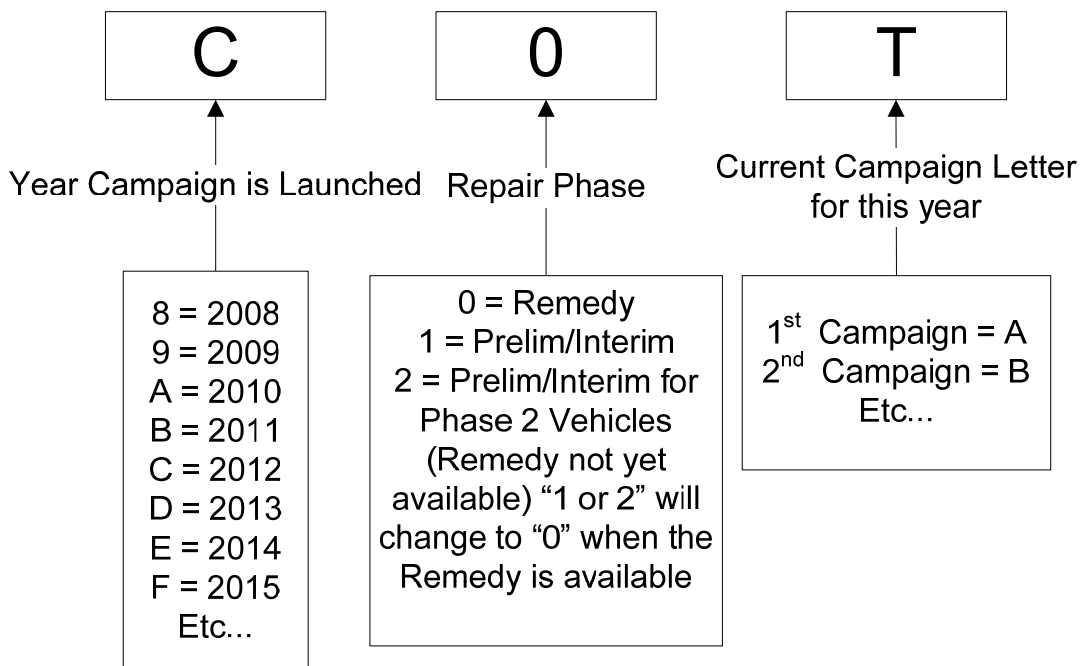 C
0
T
Year Campaign is Launched
Repair Phase
Current Campaign Letter
for this year
8 = 2008
9 = 2009
A = 2010
B = 2011
C = 2012
D = 2013
E = 2014
F = 2015
Etc...
0 = Remedy
1 = Prelim/Interim
2 = Prelim/Interim for
Phase 2 Vehicles
(Remedy not yet
available) “1 or 2” will
change to “0” when the
Remedy is available
1st Campaign = A
2nd Campaign = B
Etc...